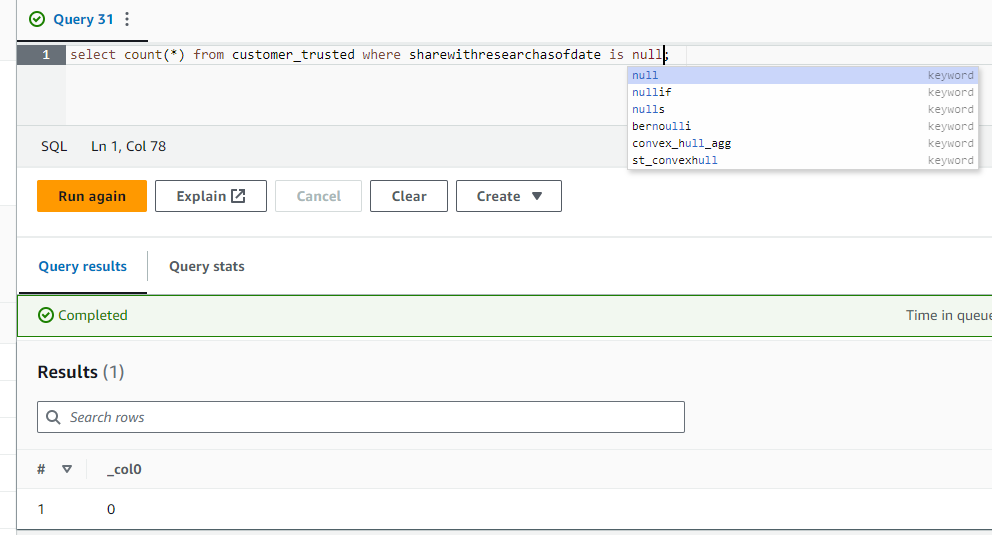 Query 31
1 select count(*) from customer_trusted where sharewithresearchasofdate is null;
null keyword
nullif keyword
nulls keyword
bernoulli keyword
convex_hull_agg keyword
st_convexhull keyword
SQL Ln 1, Col 78
Run again Explain Cancel Clear Create
Query results Query stats
Completed Time in queue
Results (1)
Search rows
# _col0
1 0